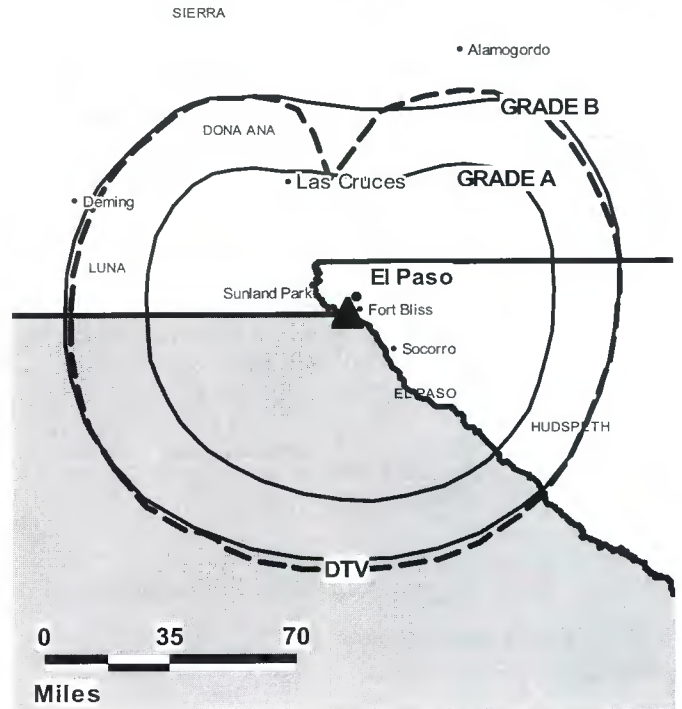 SIERRA
Alamogordo
GRADE B
DONA ANA
Las Cruces
GRADE A
Deming
LUNA
El Paso
Sunland Park
Fort Bliss
Socorro
EL PASO
HUDSPETH
DTV
0 35 70
Miles